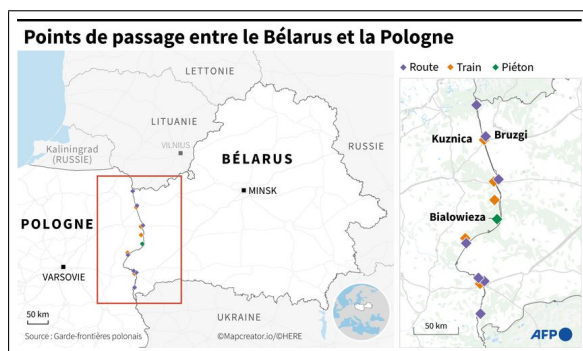 Points de passage entre le Bélarus et la Pologne
LETTONIE
LITUANIE
VILNIUS
Kaliningrad
(RUSSIE)
RUSSIE
BÉLARUS
MINSK
POLOGNE
VARSOVIE
50 km
UKRAINE
Source : Garde-frontières polonais
©Mapcreator.io/©HERE
Route Train Piéton
Kuznica
Bruzgi
Bialowieza
50 km
AFP